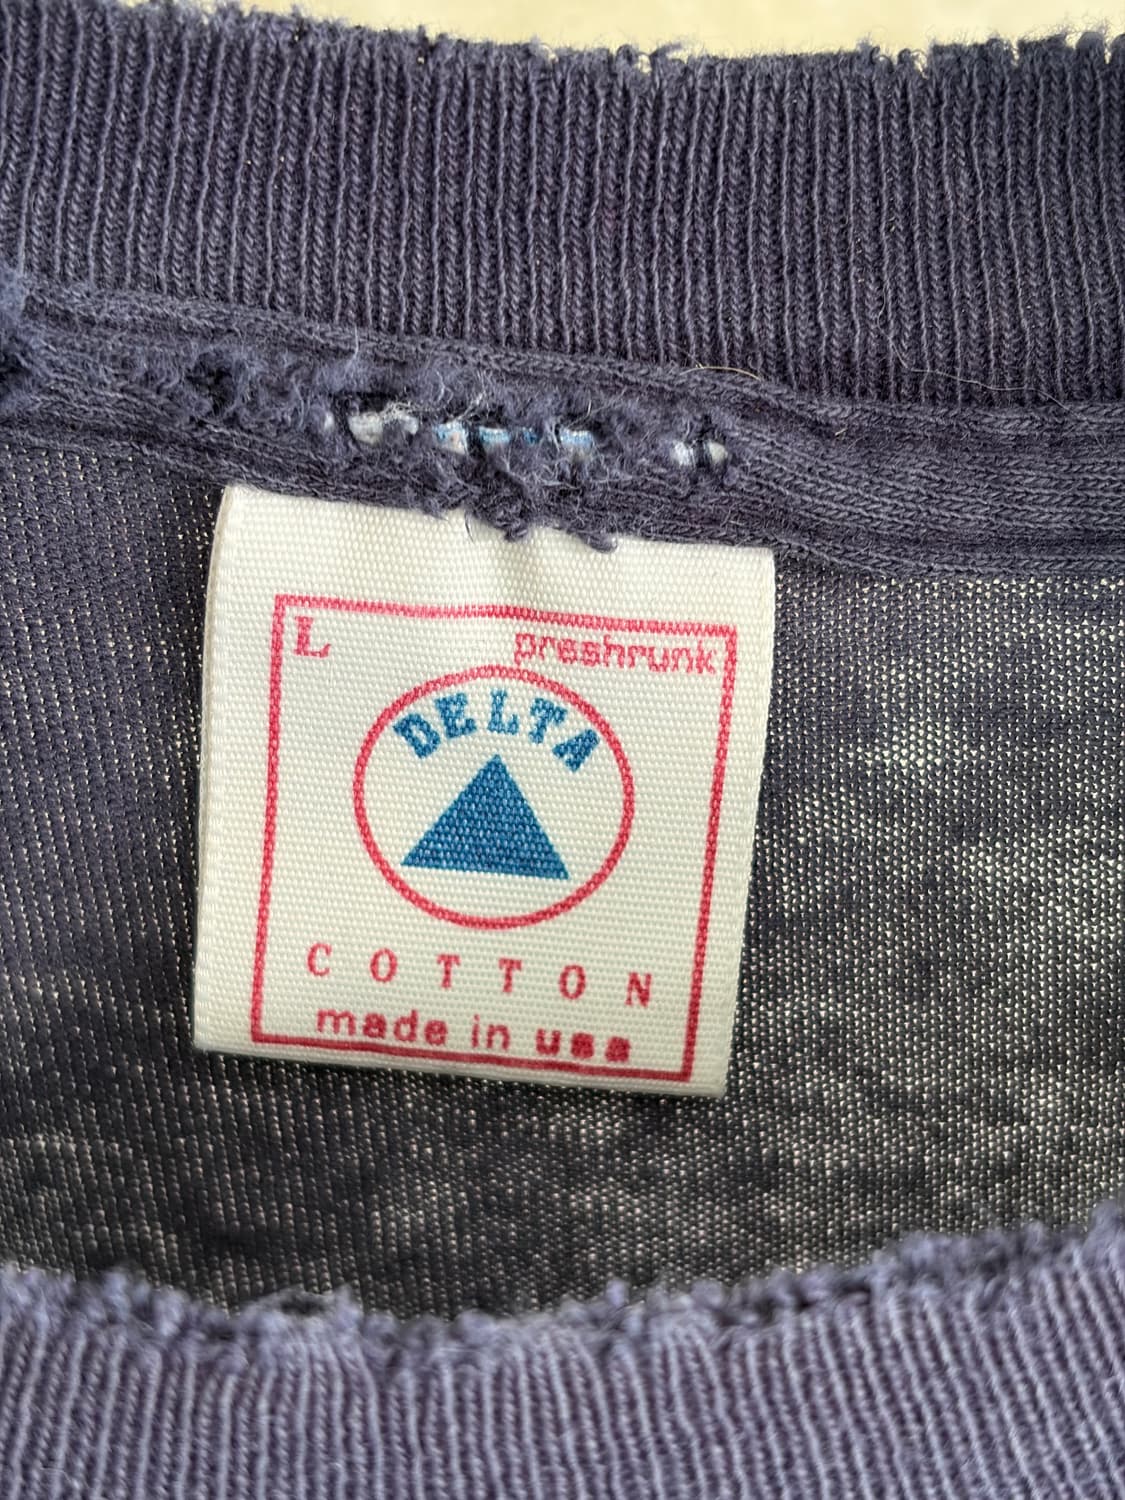 L preshrunk
DELTA
COTTON
made in usa